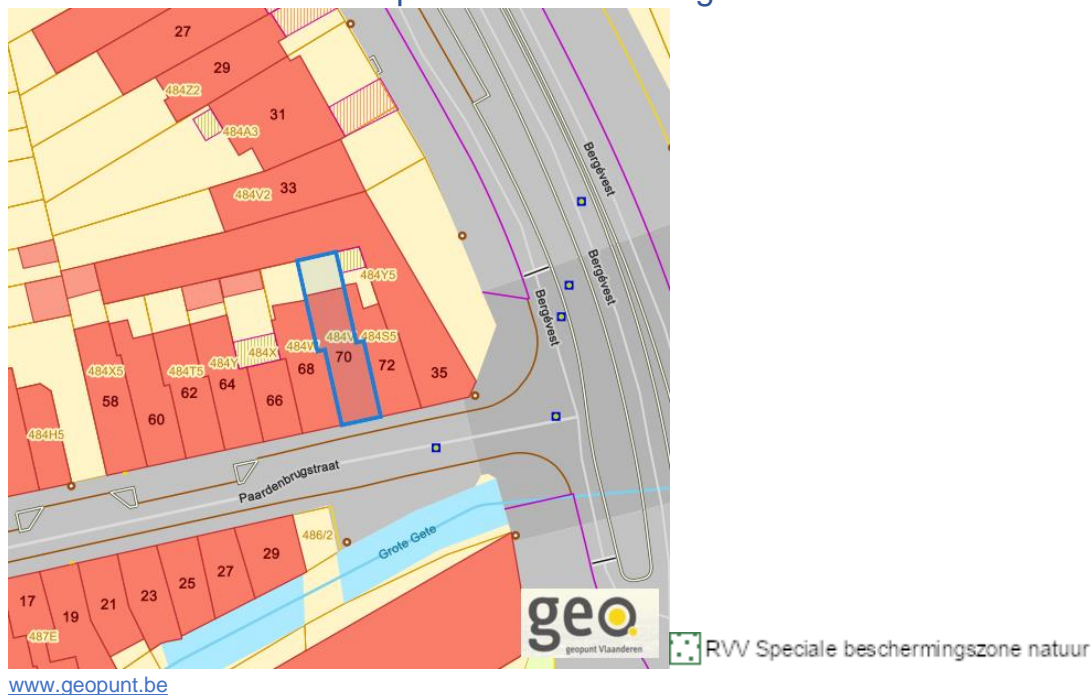 27
29
484Z2
31
484A3
Bergévest
484V2
33
Bergévest
484Y5
Bergévest
484X5
484T5
484Y
484X
484W
484V
484S5
58
60
62
64
66
68
70
72
35
484H5
Paardenbrugstraat
486/2
Grote Gete
17
19
21
23
25
27
29
487E
geo.
geopunt Vlaanderen
RVV Speciale beschermingszone natuur
www.geopunt.be